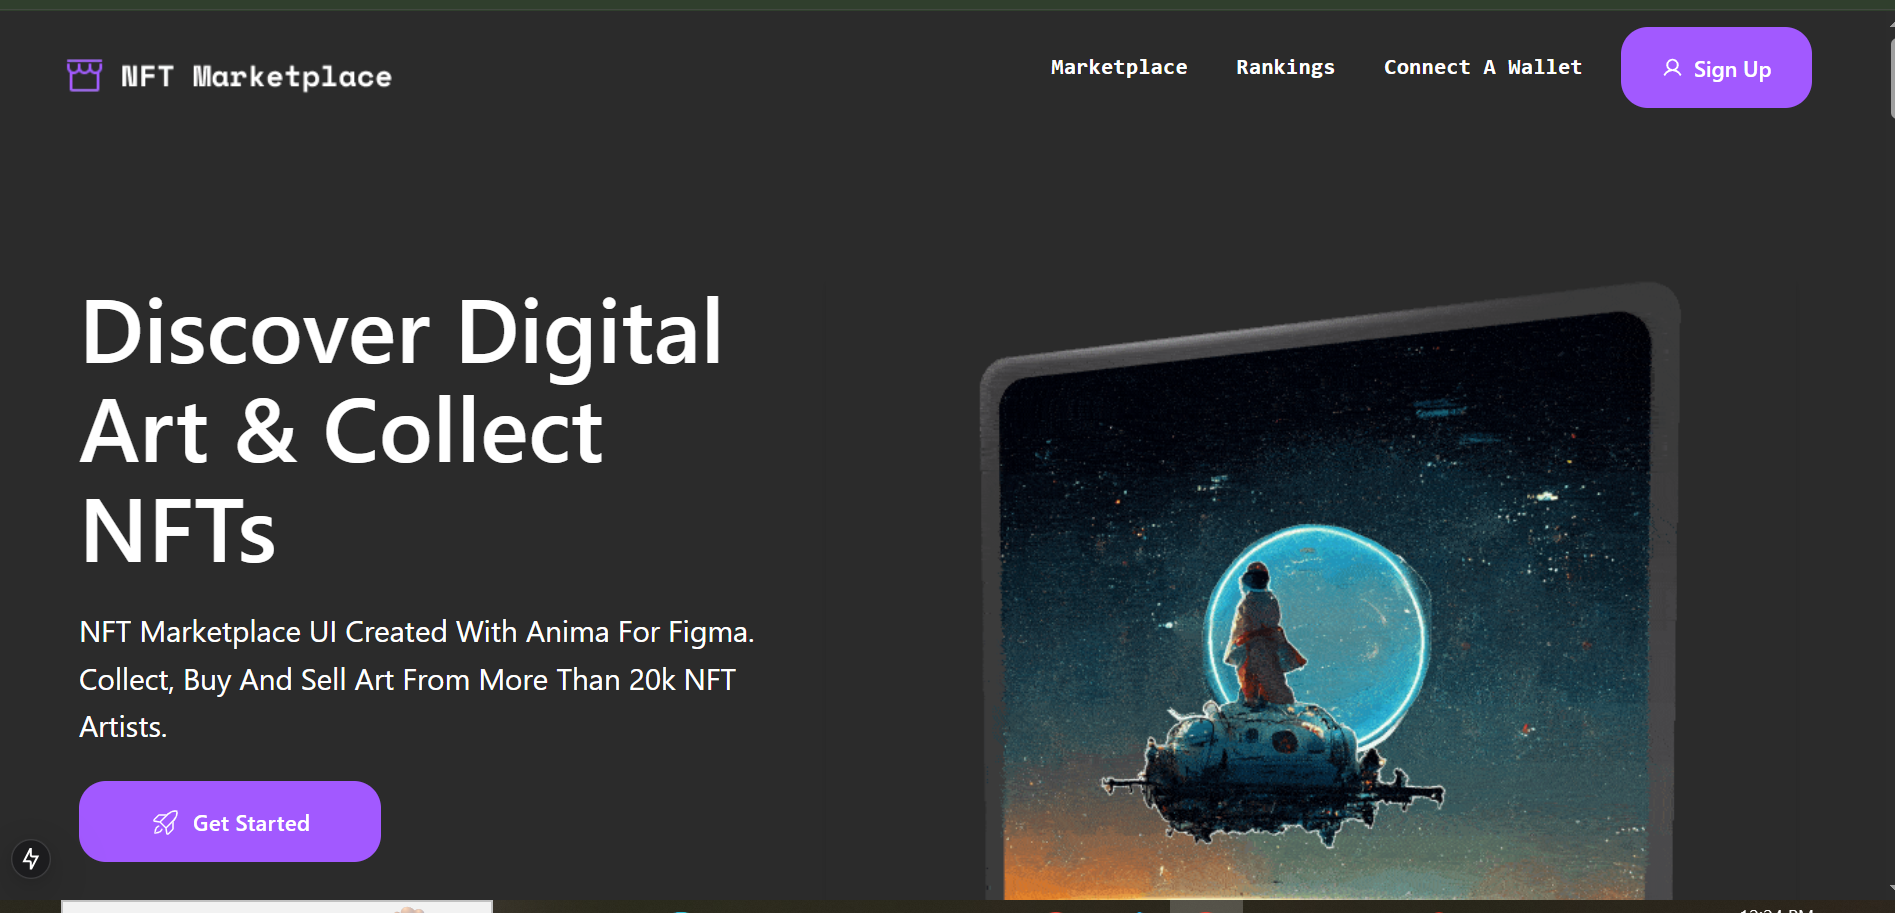 NFT Marketplace
Marketplace
Rankings
Connect A Wallet
Sign Up
Discover Digital
Art & Collect
NFTs
NFT Marketplace UI Created With Anima For Figma.
Collect, Buy And Sell Art From More Than 20k NFT
Artists.
Get Started